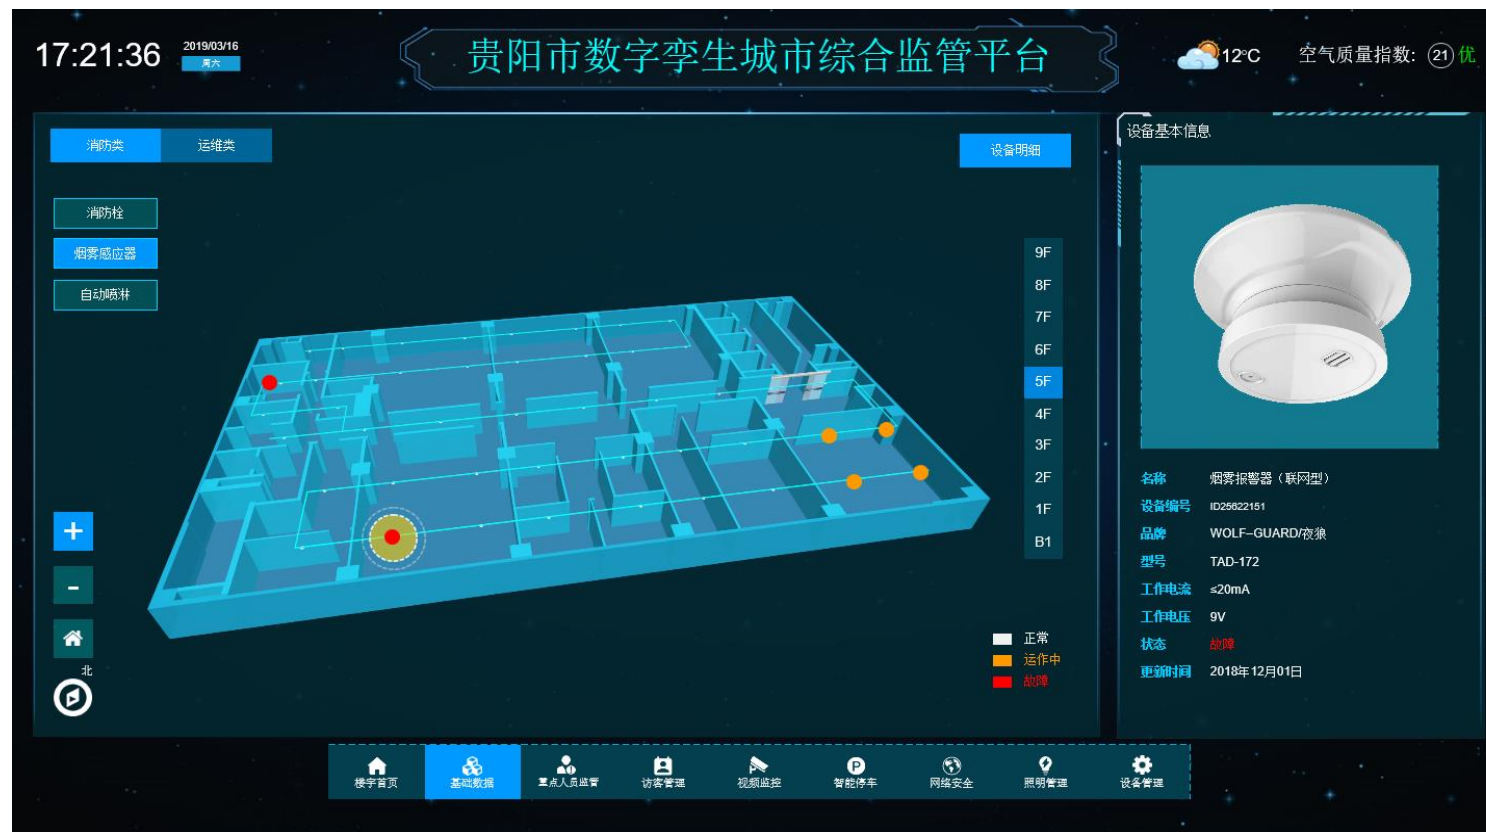 17:21:36
2019/03/16
周六
贵阳市数字孪生城市综合监管平台
12°C
空气质量指数: 21 优
消防类
运维类
设备明细
消防栓
烟雾感应器
自动喷淋
9F
8F
7F
6F
5F
4F
3F
2F
1F
B1
+
-
北
正常
运作中
故障
设备基本信息
名称 烟雾报警器（联网型）
设备编号 ID25622151
品牌 WOLF-GUARD/夜狼
型号 TAD-172
工作电流 ≤20mA
工作电压 9V
状态 故障
更新时间 2018年12月01日
楼宇首页
基础数据
重点人员监管
访客管理
视频监控
P
智能停车
网络安全
照明管理
设备管理